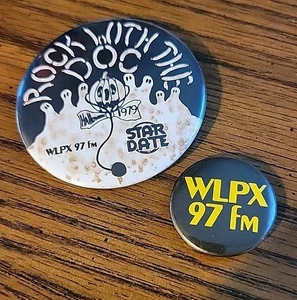 ROCK WITH THE
DOC
1979
STAR
DATE
WLPX 97 fm
WLPX
97 fm